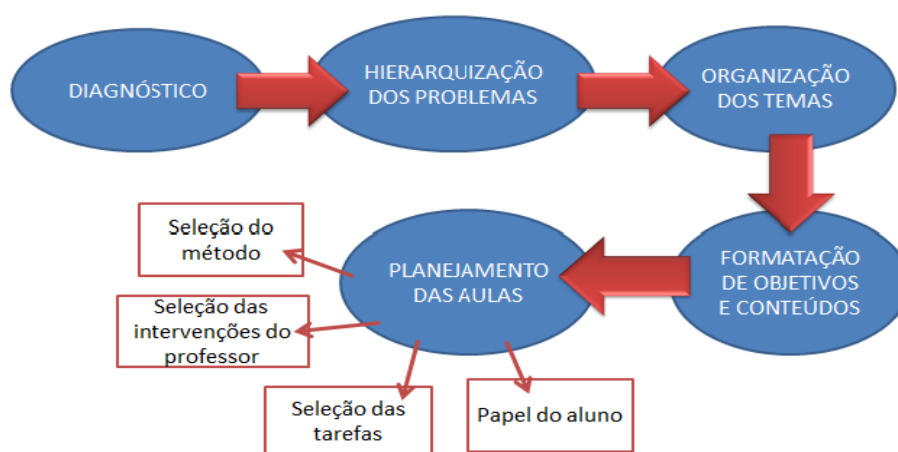 DIAGNÓSTICO
HIERARQUIZAÇÃO
DOS PROBLEMAS
ORGANIZAÇÃO
DOS TEMAS
FORMATAÇÃO
DE OBJETIVOS
E CONTEÚDOS
PLANEJAMENTO
DAS AULAS
Seleção do
método
Seleção das
intervenções do
professor
Seleção das
tarefas
Papel do aluno